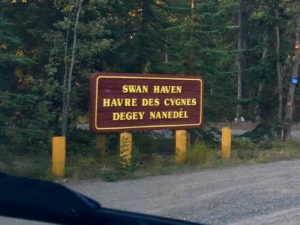 SWAN HAVEN
HAVRE DES CYGNES
DEGEY NANEDÉL